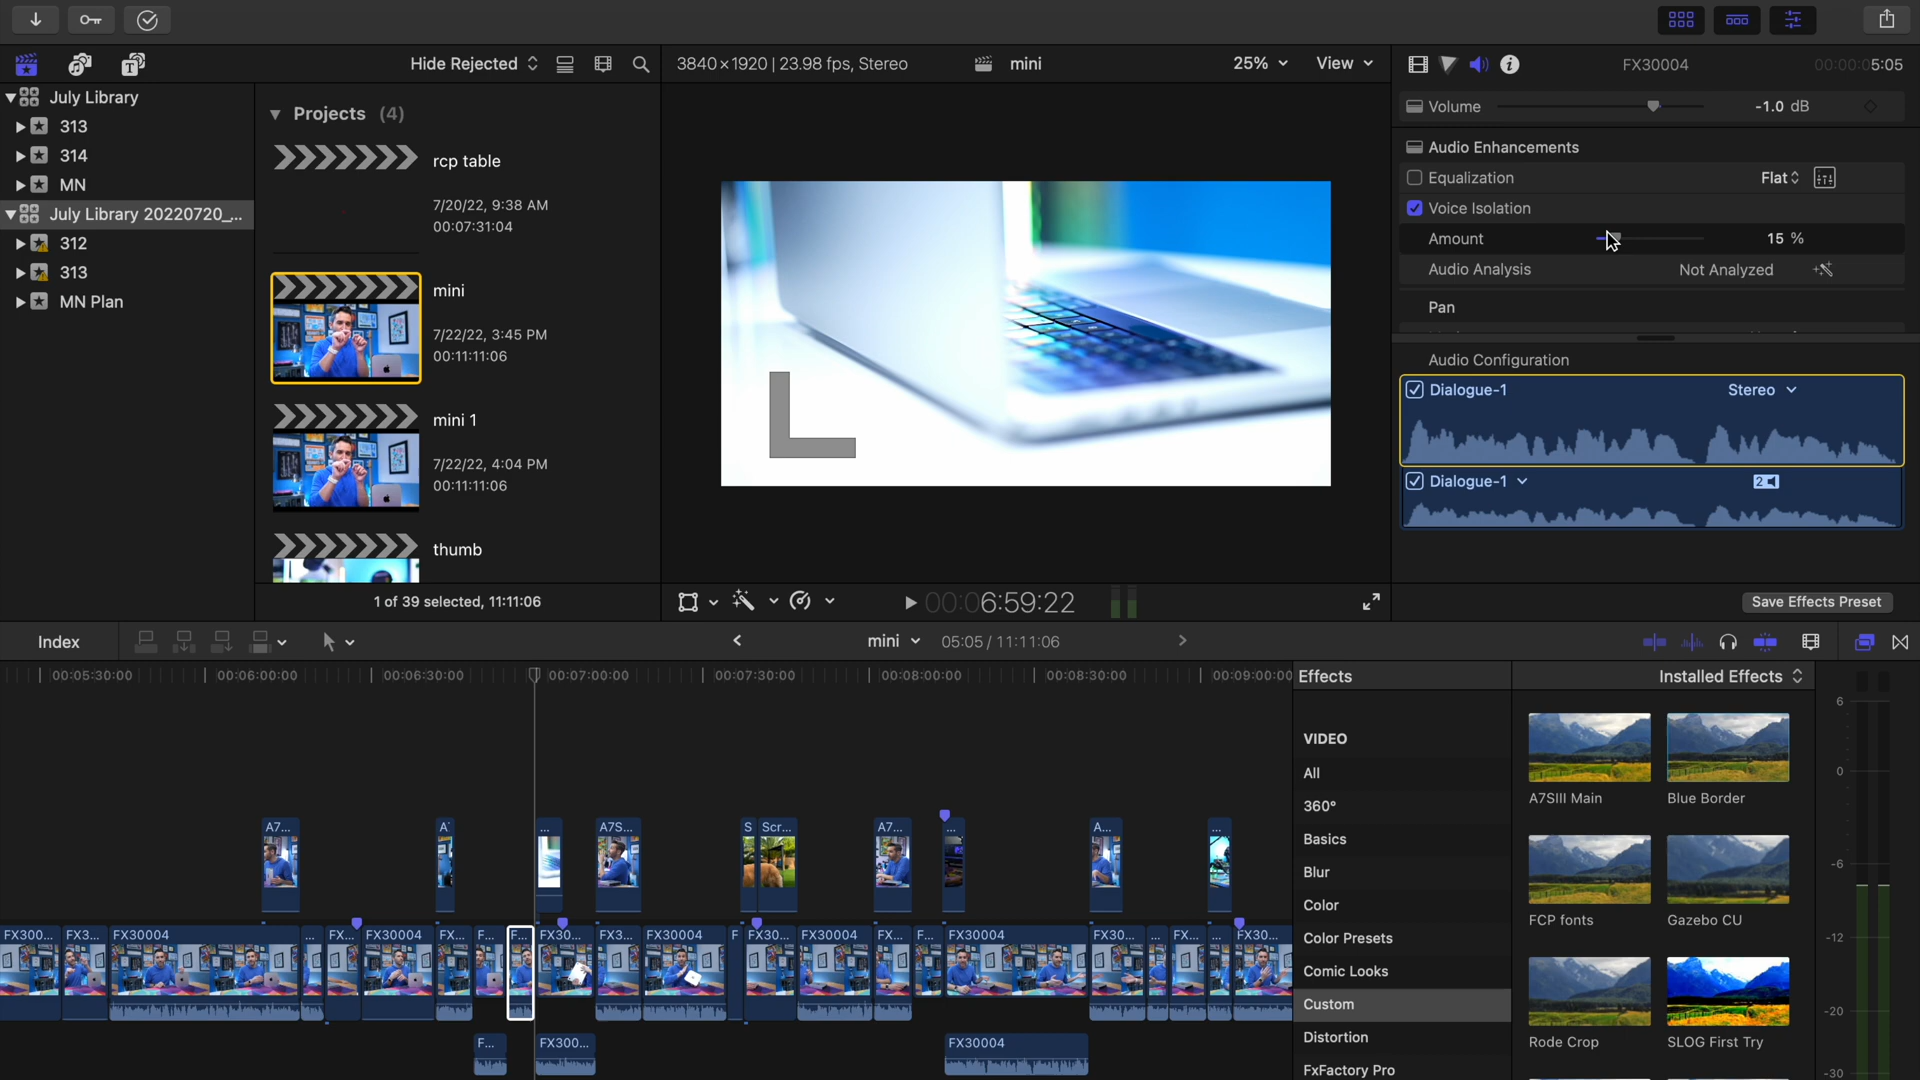 Hide Rejected
3840×1920 | 23.98 fps, Stereo
mini
25%
View
FX30004
00:00:05:05
July Library
313
314
MN
July Library 20220720_...
312
313
MN Plan
Projects (4)
rcp table
7/20/22, 9:38 AM
00:07:31:04
mini
7/22/22, 3:45 PM
00:11:11:06
mini 1
7/22/22, 4:04 PM
00:11:11:06
thumb
1 of 39 selected, 11:11:06
L
00:06:59:22
Volume
-1.0 dB
Audio Enhancements
Equalization
Flat
Voice Isolation
Amount
15 %
Audio Analysis
Not Analyzed
Pan
Audio Configuration
Dialogue-1
Stereo
Dialogue-1
2
Save Effects Preset
Index
mini
05:05 / 11:11:06
00:05:30:00
00:06:00:00
00:06:30:00
00:07:00:00
00:07:30:00
00:08:00:00
00:08:30:00
00:09:00:00
A7...
A
...
A7S...
S
Scr...
A7...
...
A...
...
FX300...
FX3...
FX30004
...
FX...
FX30004
FX...
F...
F...
FX30...
FX3...
FX30004
F
FX30...
FX30004
FX...
F...
FX30004
FX30...
...
FX...
...
FX30...
F...
FX300...
FX30004
Effects
Installed Effects
VIDEO
All
360°
Basics
Blur
Color
Color Presets
Comic Looks
Custom
Distortion
FxFactory Pro
A7SIII Main
Blue Border
FCP fonts
Gazebo CU
Rode Crop
SLOG First Try
6
0
-6
-12
-20
-30